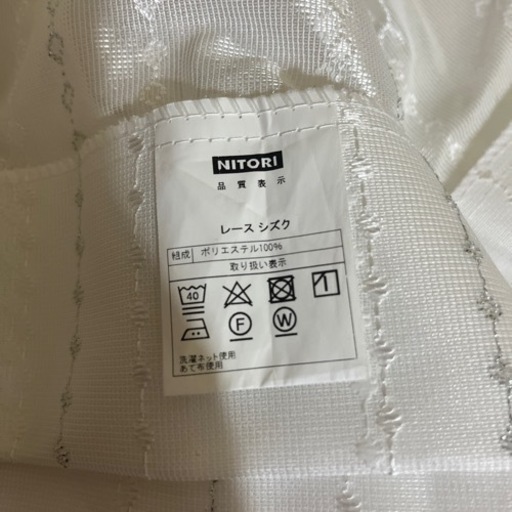 NITORI
品質表示
レース シズク
組成 ポリエステル100%
取り扱い表示
40
F W
洗濯ネット使用
あて布使用